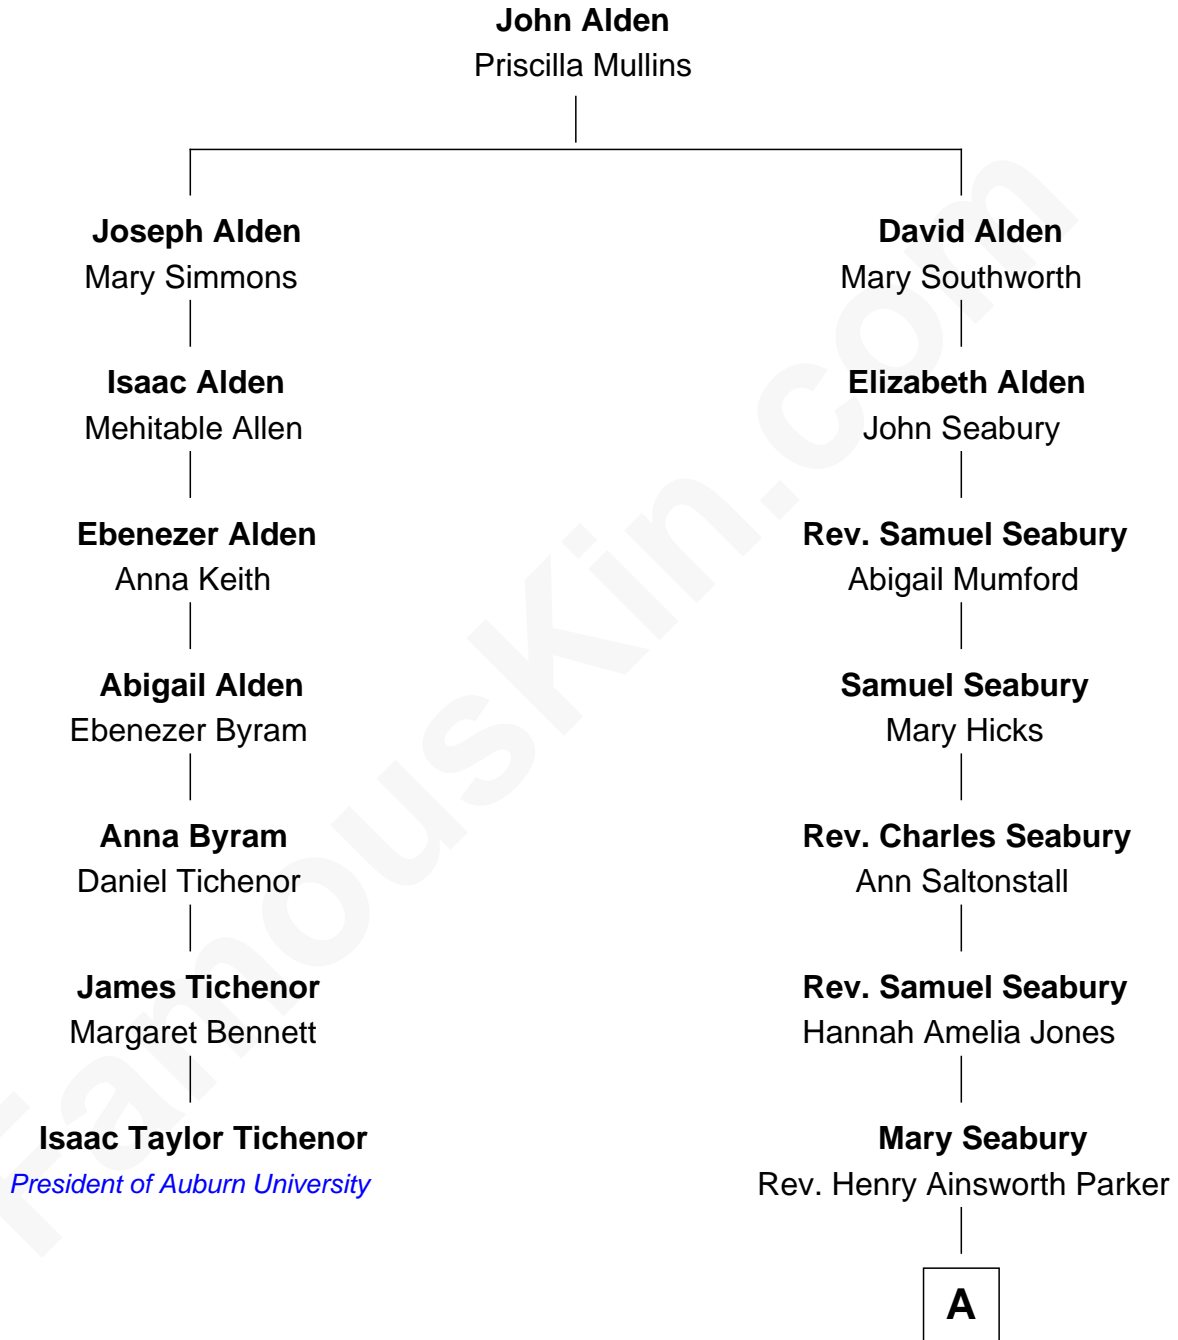 John Alden
Priscilla Mullins
Joseph Alden
Mary Simmons
David Alden
Mary Southworth
Isaac Alden
Mehitable Allen
Elizabeth Alden
John Seabury
Ebenezer Alden
Anna Keith
Rev. Samuel Seabury
Abigail Mumford
Abigail Alden
Ebenezer Byram
Samuel Seabury
Mary Hicks
Anna Byram
Daniel Tichenor
Rev. Charles Seabury
Ann Saltonstall
James Tichenor
Margaret Bennett
Rev. Samuel Seabury
Hannah Amelia Jones
Isaac Taylor Tichenor
President of Auburn University
Mary Seabury
Rev. Henry Ainsworth Parker
A
FamousKin.com